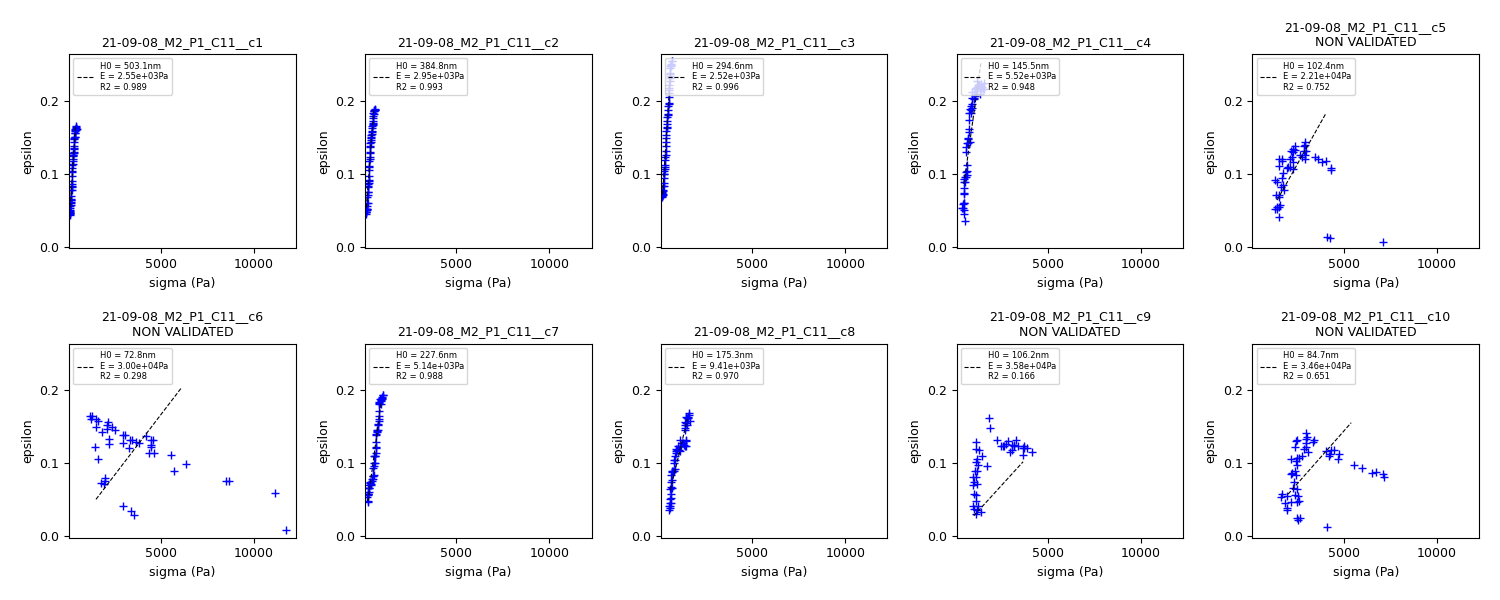 21-09-08_M2_P1_C11__c1
H0 = 503.1nm
E = 2.55e+03Pa
R2 = 0.989
epsilon
0.2
0.1
0.0
5000 10000
sigma (Pa)
21-09-08_M2_P1_C11__c2
H0 = 384.8nm
E = 2.95e+03Pa
R2 = 0.993
epsilon
0.2
0.1
0.0
5000 10000
sigma (Pa)
21-09-08_M2_P1_C11__c3
H0 = 294.6nm
E = 2.52e+03Pa
R2 = 0.996
epsilon
0.2
0.1
0.0
5000 10000
sigma (Pa)
21-09-08_M2_P1_C11__c4
H0 = 145.5nm
E = 5.52e+03Pa
R2 = 0.948
epsilon
0.2
0.1
0.0
5000 10000
sigma (Pa)
21-09-08_M2_P1_C11__c5
NON VALIDATED
H0 = 102.4nm
E = 2.21e+04Pa
R2 = 0.752
epsilon
0.2
0.1
0.0
5000 10000
sigma (Pa)
21-09-08_M2_P1_C11__c6
NON VALIDATED
H0 = 72.8nm
E = 3.00e+04Pa
R2 = 0.298
epsilon
0.2
0.1
0.0
5000 10000
sigma (Pa)
21-09-08_M2_P1_C11__c7
H0 = 227.6nm
E = 5.14e+03Pa
R2 = 0.988
epsilon
0.2
0.1
0.0
5000 10000
sigma (Pa)
21-09-08_M2_P1_C11__c8
H0 = 175.3nm
E = 9.41e+03Pa
R2 = 0.970
epsilon
0.2
0.1
0.0
5000 10000
sigma (Pa)
21-09-08_M2_P1_C11__c9
NON VALIDATED
H0 = 106.2nm
E = 3.58e+04Pa
R2 = 0.166
epsilon
0.2
0.1
0.0
5000 10000
sigma (Pa)
21-09-08_M2_P1_C11__c10
NON VALIDATED
H0 = 84.7nm
E = 3.46e+04Pa
R2 = 0.651
epsilon
0.2
0.1
0.0
5000 10000
sigma (Pa)